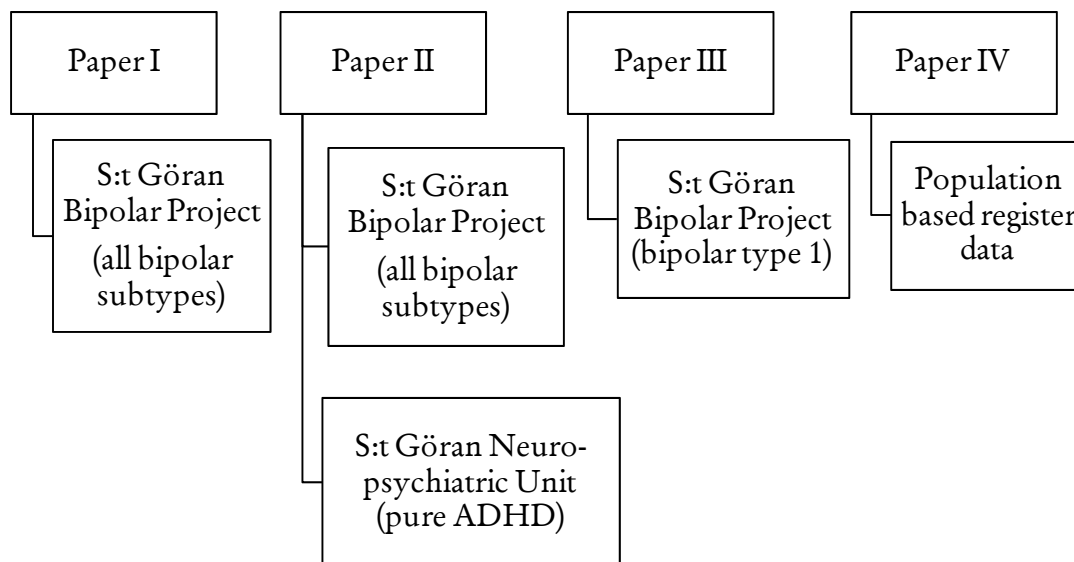 Paper I
Paper II
Paper III
Paper IV
S:t Göran
Bipolar Project
(all bipolar
subtypes)
S:t Göran
Bipolar Project
(all bipolar
subtypes)
S:t Göran
Bipolar Project
(bipolar type 1)
Population
based register
data
S:t Göran Neuro-
psychiatric Unit
(pure ADHD)